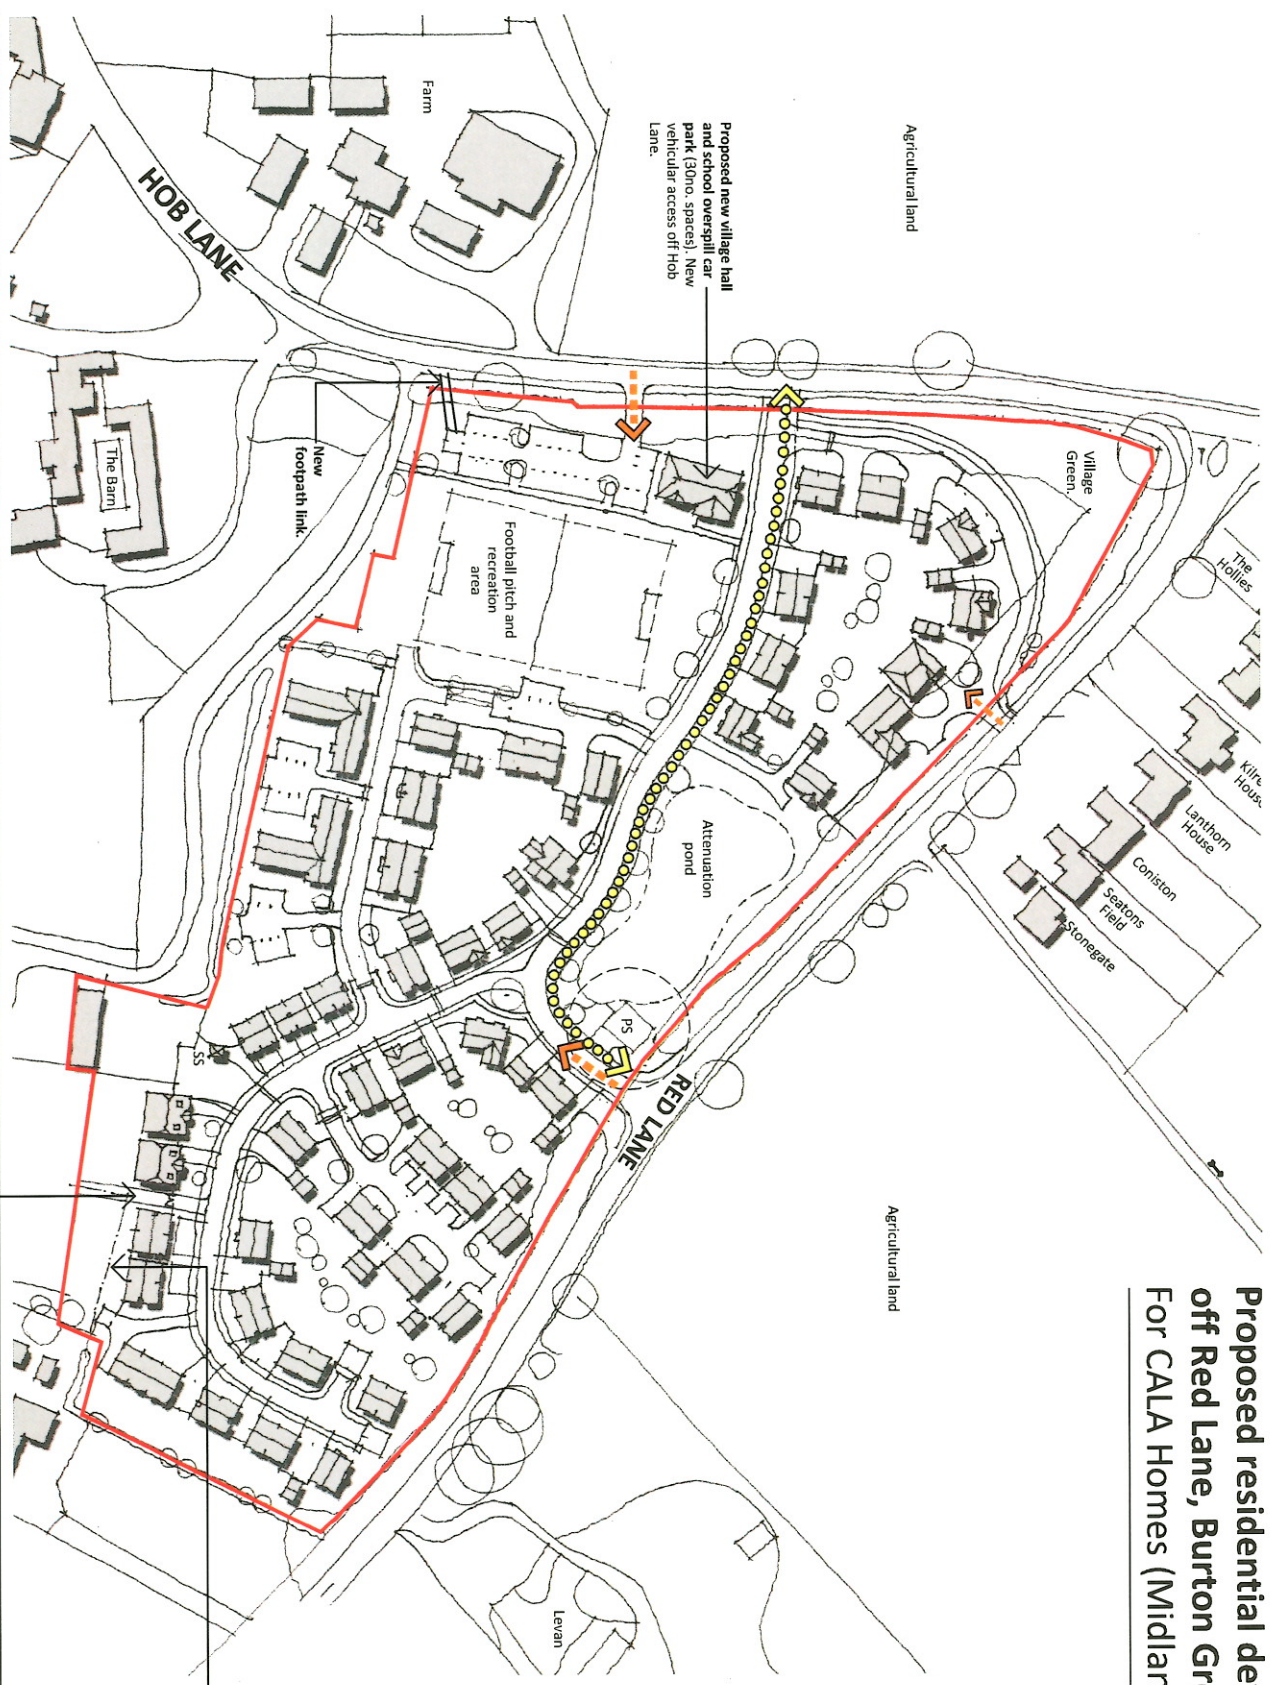 Proposed residential de
off Red Lane, Burton Gr
For CALA Homes (Midlan
Agricultural land
Farm
Proposed new village hall
and school overspill car
park (30no. spaces). New
vehicular access off Hob
Lane.
HOB LANE
The Barn
New
footpath link.
Football pitch and
recreation
area
Village
Green.
The
Hollies
Kilre
House
Lanthorn
House
Coniston
Seatons
Field
Stonegate
Attenuation
pond
PS
SS
RED LANE
Agricultural land
Levan